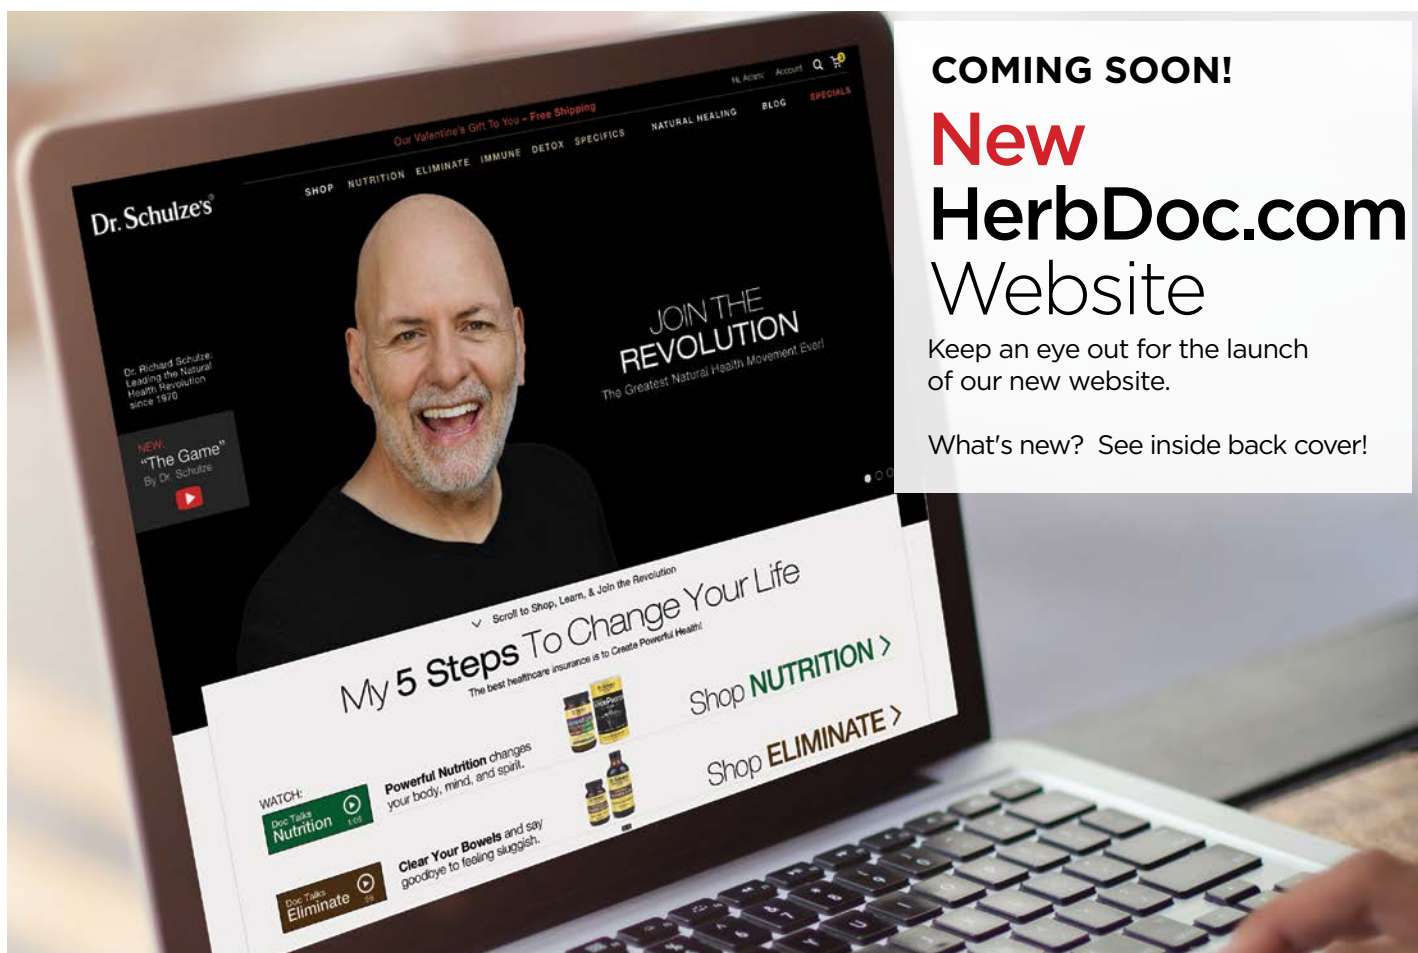 COMING SOON!
New
HerbDoc.com
Website
Keep an eye out for the launch
of our new website.
What's new?  See inside back cover!
Hi, Adam! Account
Our Valentine's Gift To You – Free Shipping
SHOP NUTRITION ELIMINATE IMMUNE DETOX SPECIFICS NATURAL HEALING BLOG SPECIALS
Dr. Schulze's®
JOIN THE
REVOLUTION
The Greatest Natural Health Movement Ever!
Dr. Richard Schulze:
Leading the Natural
Health Revolution
since 1970
NEW:
“The Game”
By Dr. Schulze
Scroll to Shop, Learn, & Join the Revolution
My 5 Steps To Change Your Life
The best healthcare insurance is to Create Powerful Health!
WATCH:
Doc Talks
Nutrition 1:05
Powerful Nutrition changes
your body, mind, and spirit.
Shop NUTRITION >
Doc Talks
Eliminate :59
Clear Your Bowels and say
goodbye to feeling sluggish.
Shop ELIMINATE >